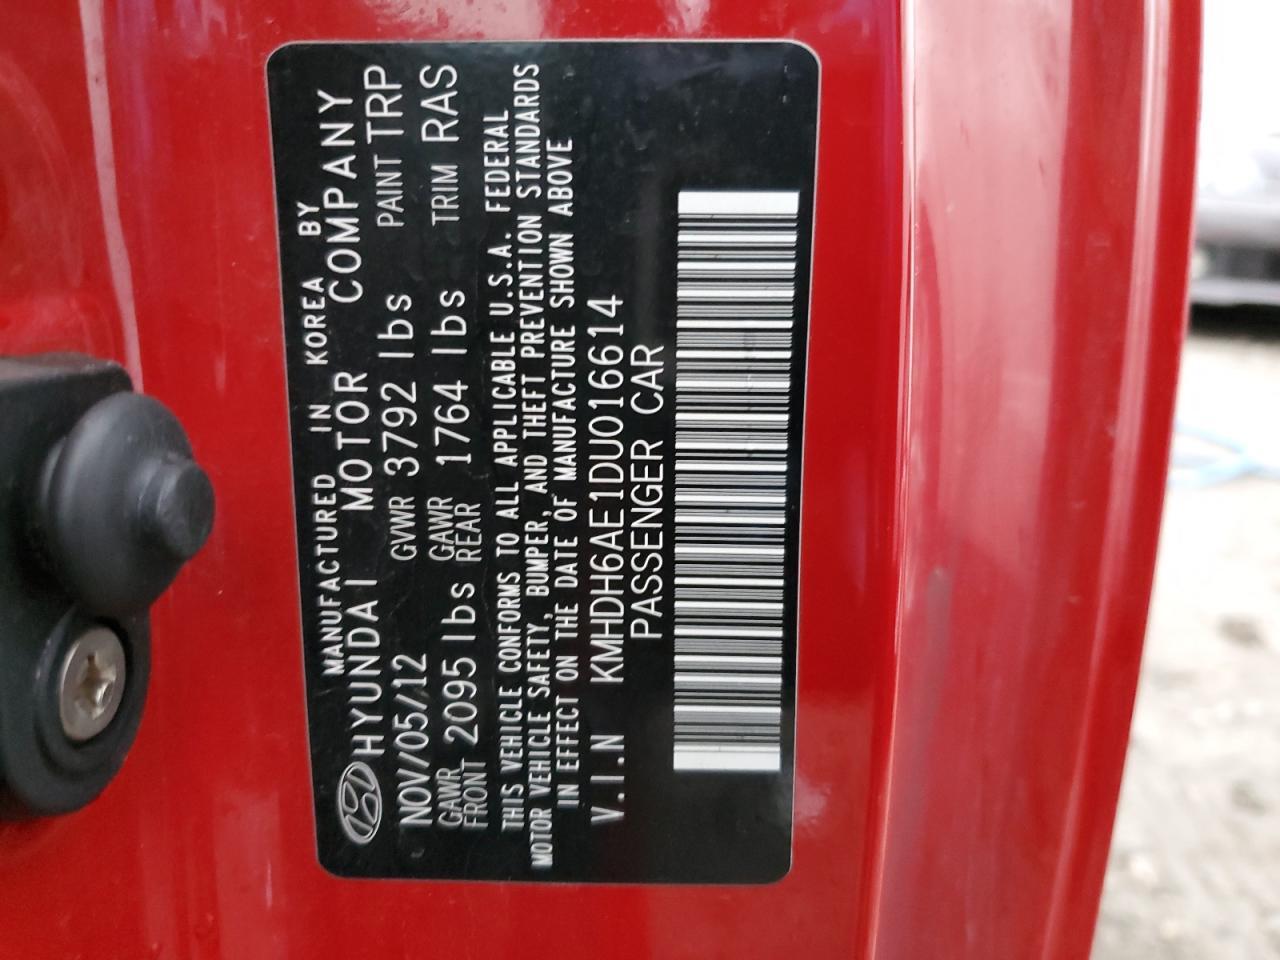 MANUFACTURED IN KOREA BY
HYUNDAI MOTOR COMPANY
NOV/05/12 GVWR 3792 lbs PAINT TRP
GAWR FRONT 2095 lbs GAWR REAR 1764 lbs TRIM RAS
THIS VEHICLE CONFORMS TO ALL APPLICABLE U.S.A. FEDERAL
MOTOR VEHICLE SAFETY, BUMPER, AND THEFT PREVENTION STANDARDS
IN EFFECT ON THE DATE OF MANUFACTURE SHOWN ABOVE
V.I.N KMHDH6AE1DU016614
PASSENGER CAR